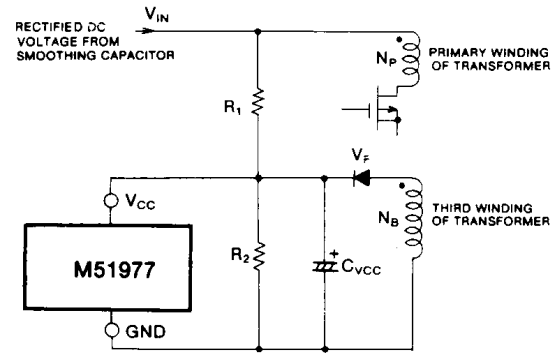 RECTIFIED DC
VOLTAGE FROM
SMOOTHING CAPACITOR
VIN
NP
PRIMARY WINDING
OF TRANSFORMER
R1
VF
VCC
NB
THIRD WINDING
OF TRANSFORMER
M51977
R2
+
CVCC
GND